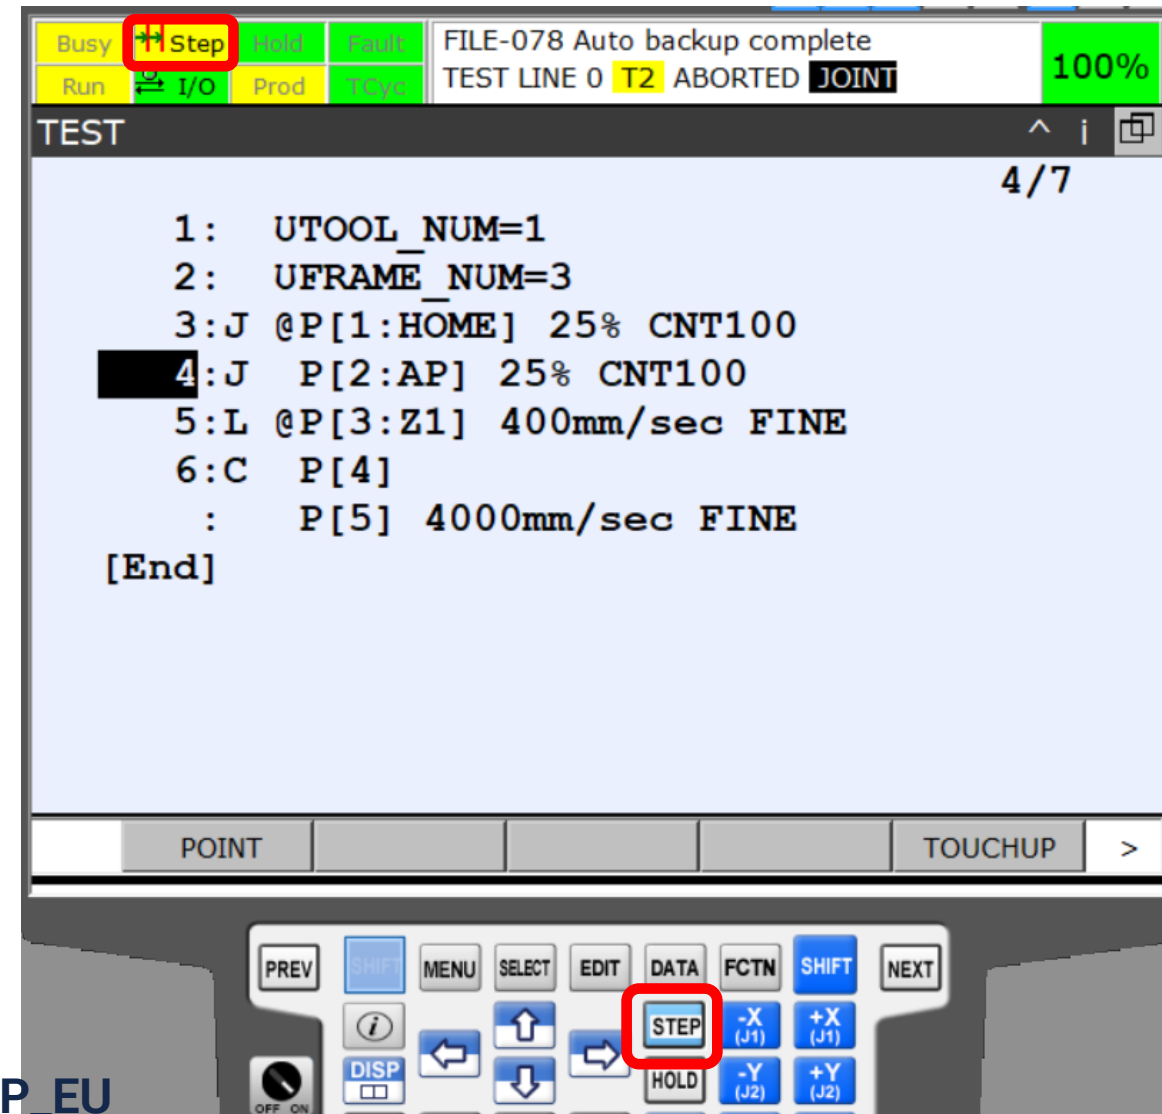 Busy Step Hold Fault FILE-078 Auto backup complete
Run I/O Prod TCyc TEST LINE 0 T2 ABORTED JOINT 100%
TEST ^ i
4/7
1: UTOOL_NUM=1
2: UFRAME_NUM=3
3:J @P[1:HOME] 25% CNT100
4:J P[2:AP] 25% CNT100
5:L @P[3:Z1] 400mm/sec FINE
6:C P[4]
: P[5] 4000mm/sec FINE
[End]
POINT TOUCHUP >
PREV SHIFT MENU SELECT EDIT DATA FCTN SHIFT NEXT
i STEP -X (J1) +X (J1)
DISP HOLD -Y (J2) +Y (J2)
OFF ON
P_EU